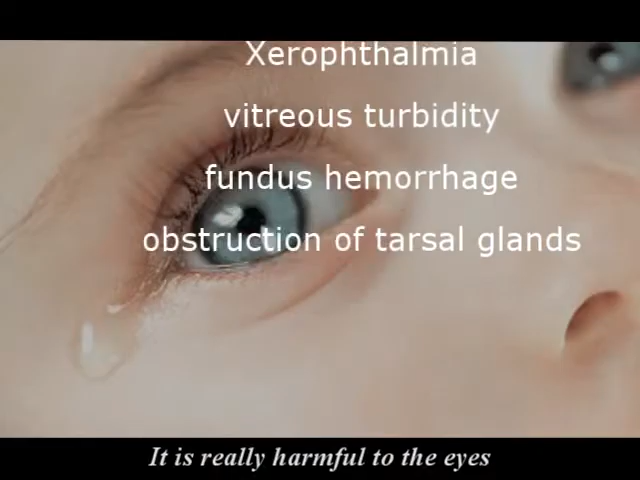 Xerophthalmia
vitreous turbidity
fundus hemorrhage
obstruction of tarsal glands
It is really harmful to the eyes